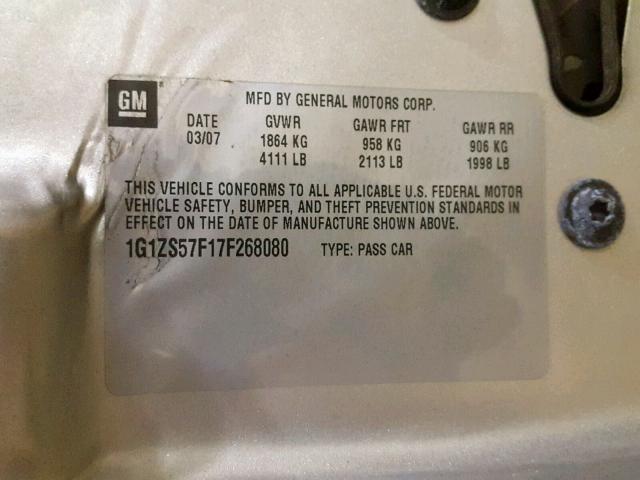 GM
MFD BY GENERAL MOTORS CORP.
DATE GVWR GAWR FRT GAWR RR
03/07 1864 KG 958 KG 906 KG
4111 LB 2113 LB 1998 LB
THIS VEHICLE CONFORMS TO ALL APPLICABLE U.S. FEDERAL MOTOR
VEHICLE SAFETY, BUMPER, AND THEFT PREVENTION STANDARDS IN
EFFECT ON THE DATE OF MANUFACTURE SHOWN ABOVE.
1G1ZS57F17F268080 TYPE: PASS CAR